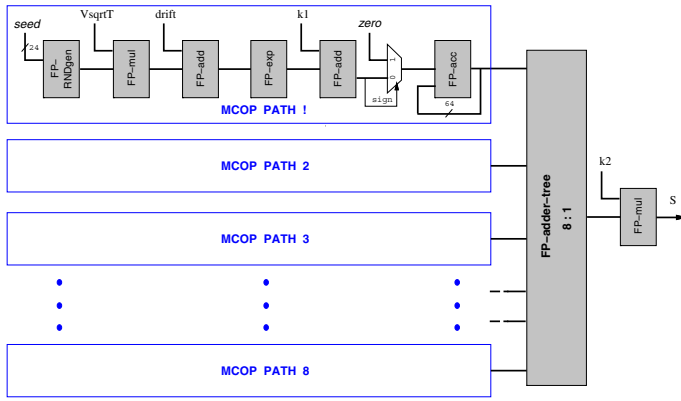 seed
VsqrtT
drift
k1
zero
24
FP–
RNDgen
FP–mul
FP–add
FP–exp
FP–add
1
0
FP–acc
sign
64
MCOP PATH !
MCOP PATH 2
k2
FP–adder–tree
8 : 1
FP–mul
S
MCOP PATH 3
MCOP PATH 8